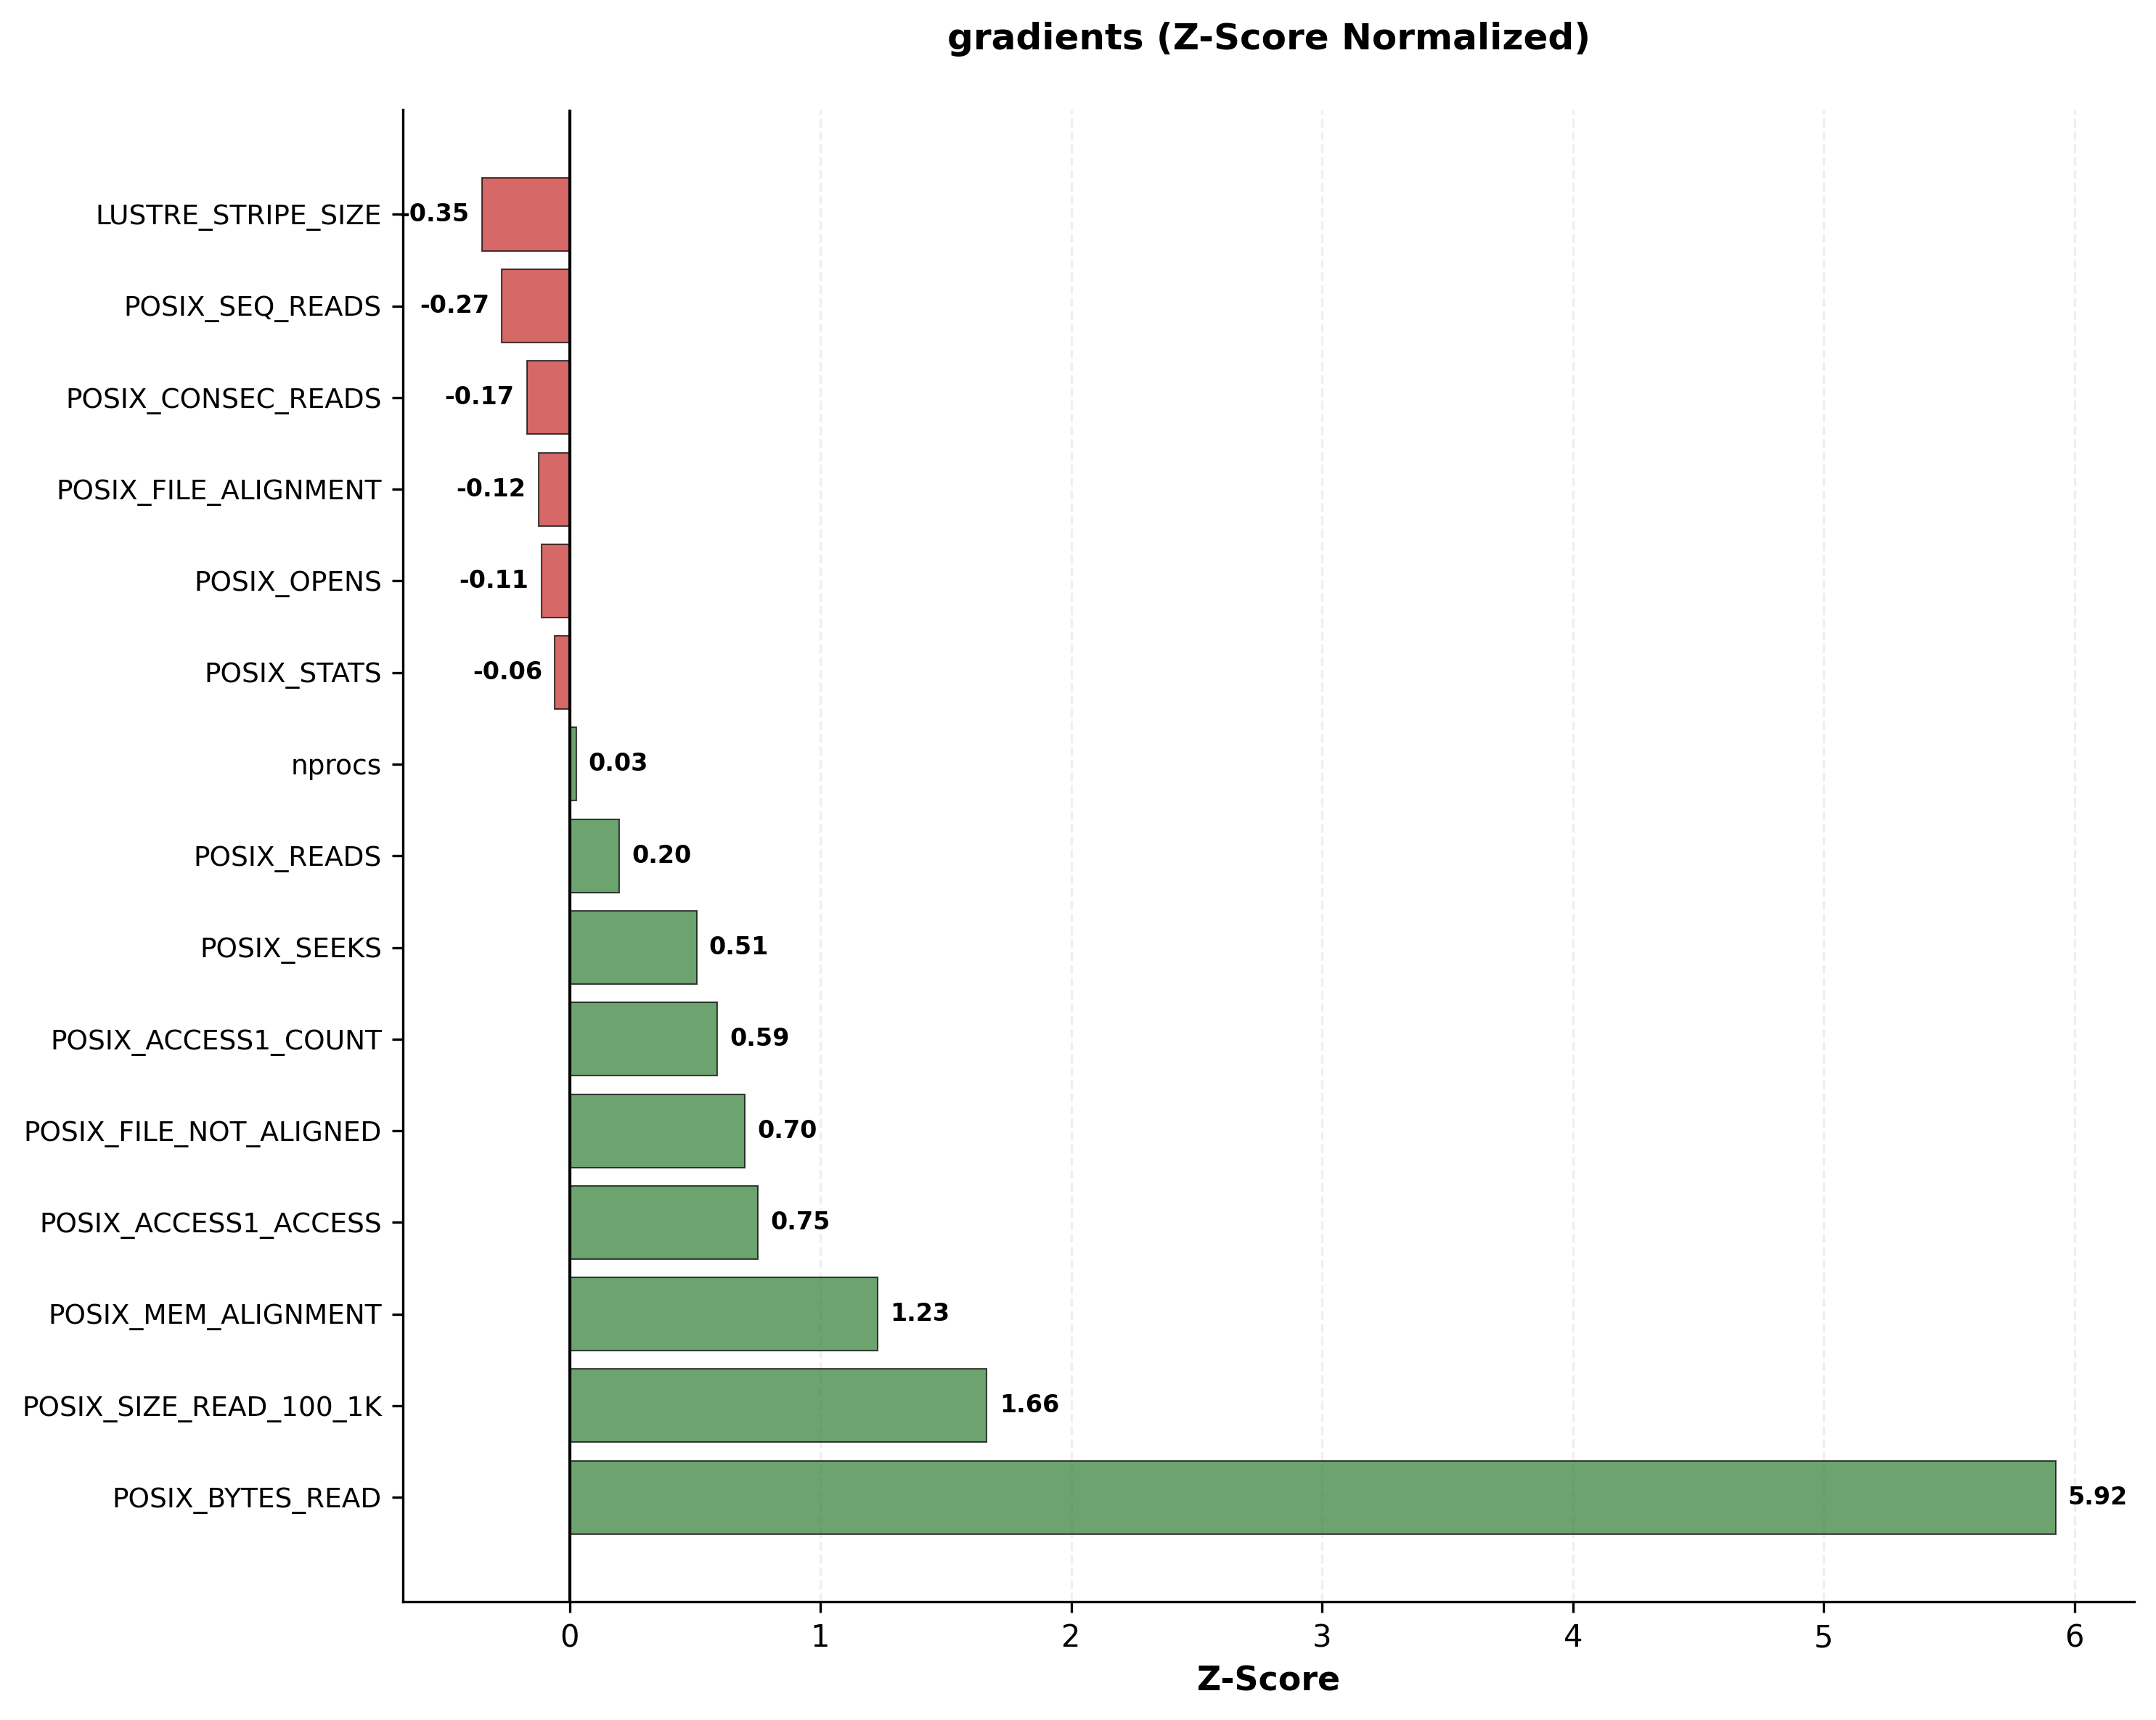 gradients (Z-Score Normalized)
LUSTRE_STRIPE_SIZE -0.35
POSIX_SEQ_READS -0.27
POSIX_CONSEC_READS -0.17
POSIX_FILE_ALIGNMENT -0.12
POSIX_OPENS -0.11
POSIX_STATS -0.06
nprocs 0.03
POSIX_READS 0.20
POSIX_SEEKS 0.51
POSIX_ACCESS1_COUNT 0.59
POSIX_FILE_NOT_ALIGNED 0.70
POSIX_ACCESS1_ACCESS 0.75
POSIX_MEM_ALIGNMENT 1.23
POSIX_SIZE_READ_100_1K 1.66
POSIX_BYTES_READ 5.92
0 1 2 3 4 5 6
Z-Score